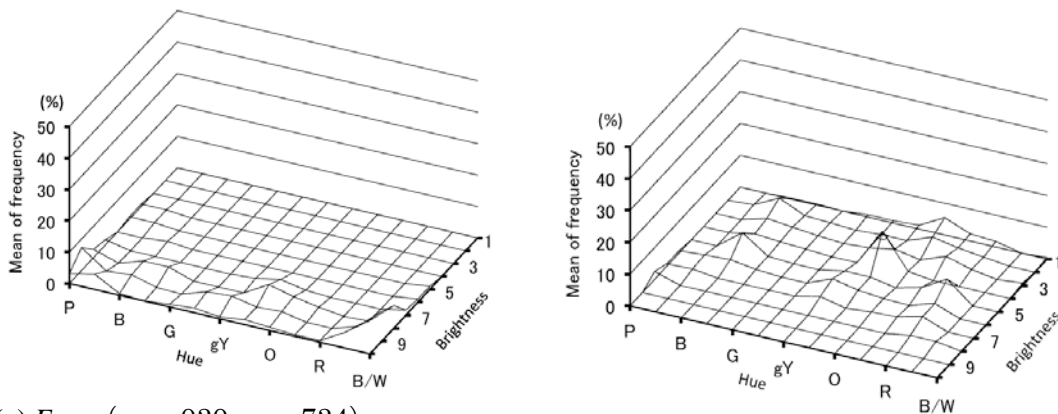 (%)
50
40
30
20
10
0
Mean of frequency
P
B
G
gY
O
R
B/W
Hue
1
3
5
7
9
Brightness
(%)
50
40
30
20
10
0
Mean of frequency
P
B
G
gY
O
R
B/W
Hue
1
3
5
7
9
Brightness